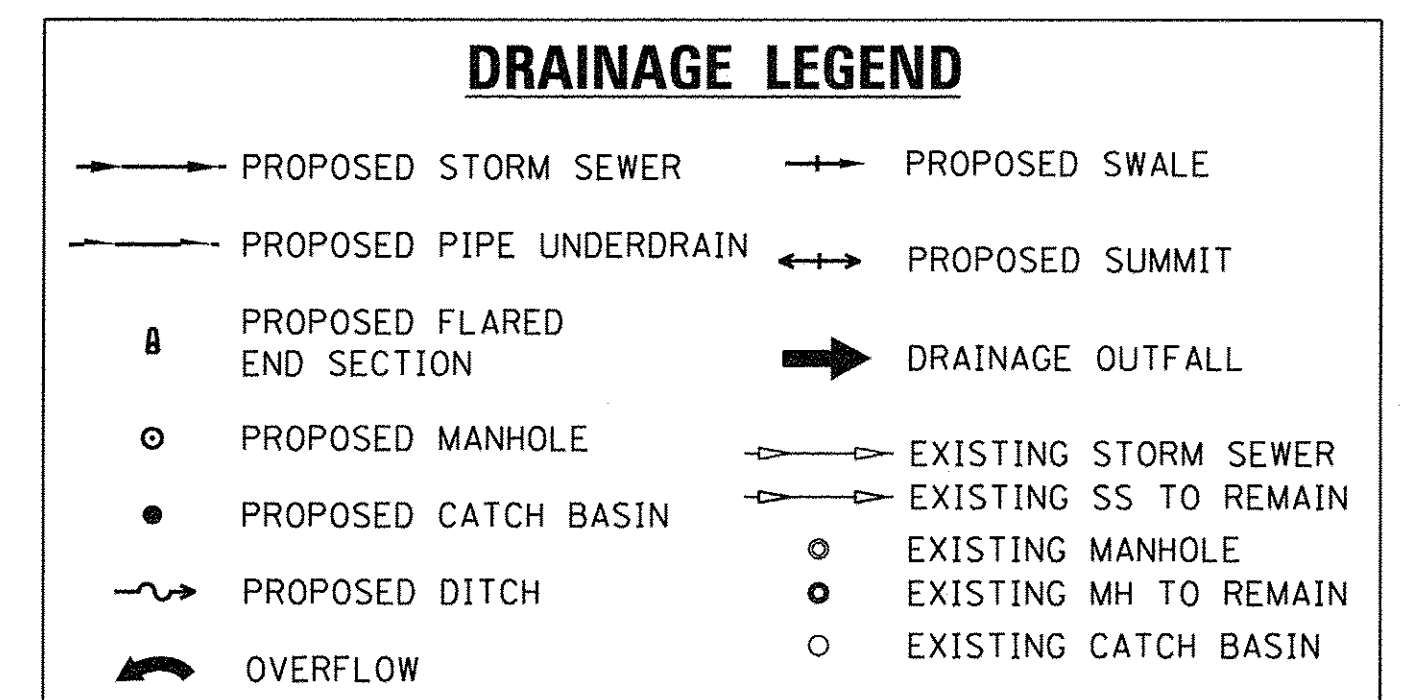 DRAINAGE LEGEND
PROPOSED STORM SEWER
PROPOSED PIPE UNDERDRAIN
PROPOSED FLARED
END SECTION
PROPOSED MANHOLE
PROPOSED CATCH BASIN
PROPOSED DITCH
OVERFLOW
PROPOSED SWALE
PROPOSED SUMMIT
DRAINAGE OUTFALL
EXISTING STORM SEWER
EXISTING SS TO REMAIN
EXISTING MANHOLE
EXISTING MH TO REMAIN
EXISTING CATCH BASIN